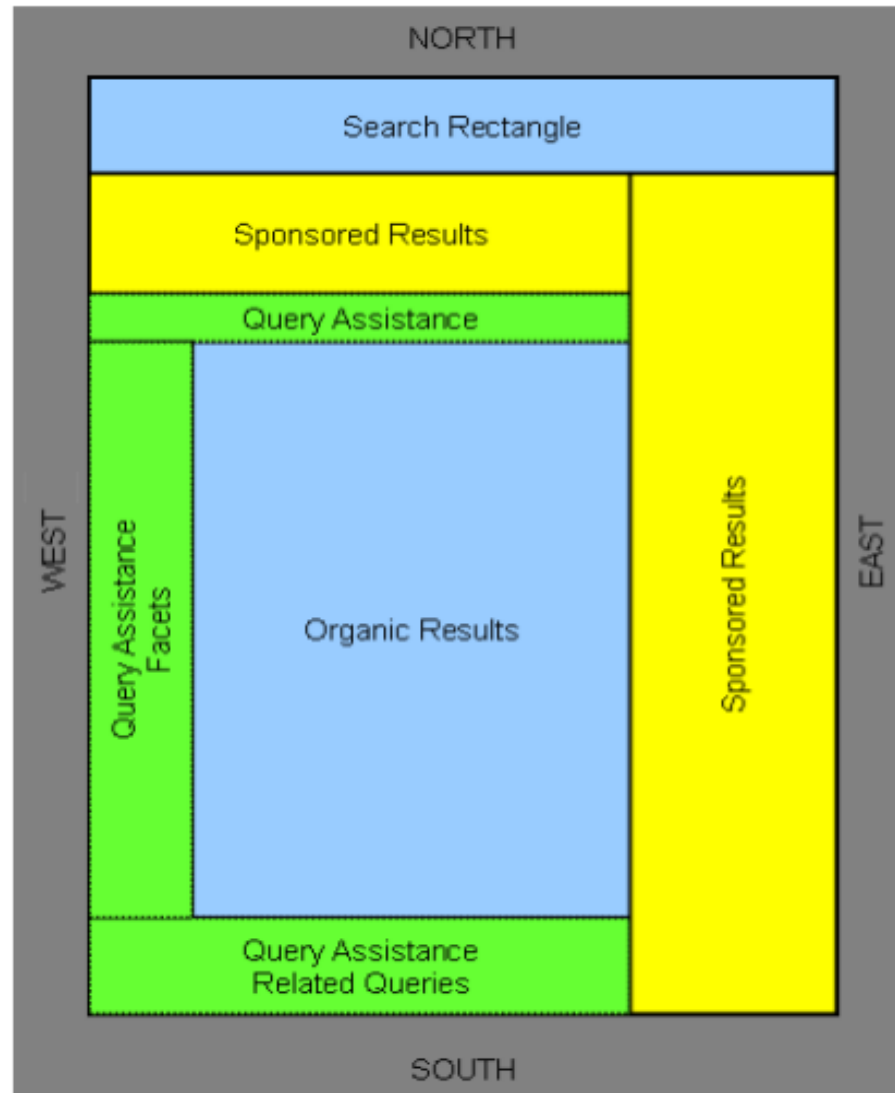 NORTH
Search Rectangle
Sponsored Results
Query Assistance
WEST
Query Assistance
Facets
Organic Results
Sponsored Results
EAST
Query Assistance
Related Queries
SOUTH